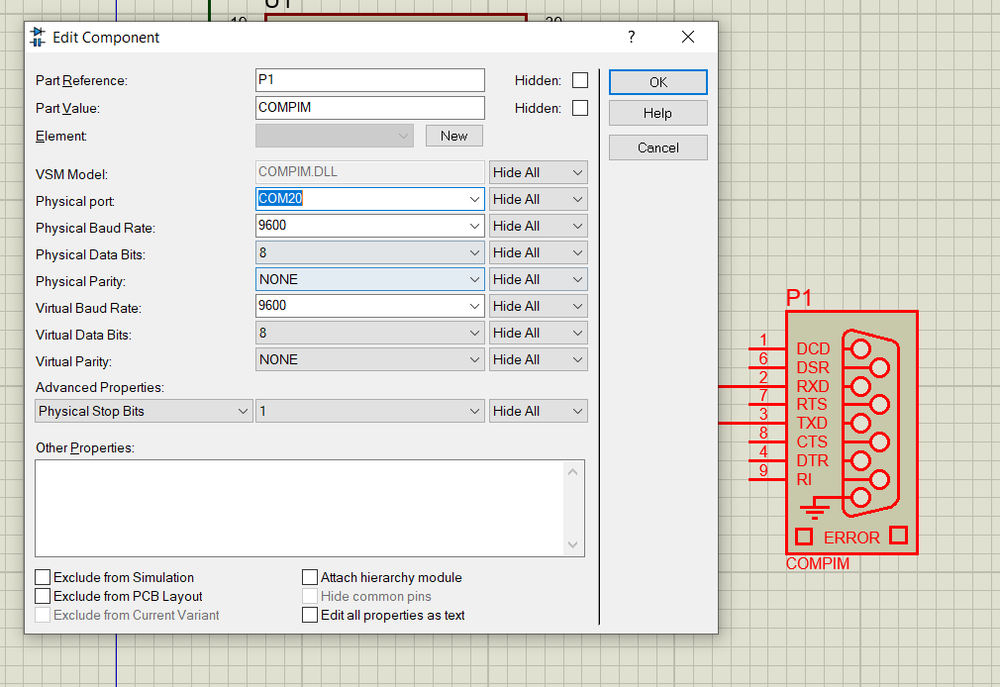 U1
19
20
Edit Component
?
Part Reference:
P1
Hidden:
OK
Part Value:
COMPIM
Hidden:
Help
Element:
New
Cancel
VSM Model:
COMPIM.DLL
Hide All
Physical port:
COM20
Hide All
Physical Baud Rate:
9600
Hide All
Physical Data Bits:
8
Hide All
Physical Parity:
NONE
Hide All
Virtual Baud Rate:
9600
Hide All
Virtual Data Bits:
8
Hide All
Virtual Parity:
NONE
Hide All
Advanced Properties:
Physical Stop Bits
1
Hide All
Other Properties:
Exclude from Simulation
Attach hierarchy module
Exclude from PCB Layout
Hide common pins
Exclude from Current Variant
Edit all properties as text
P1
1
DCD
6
DSR
2
RXD
7
RTS
3
TXD
8
CTS
4
DTR
9
RI
ERROR
COMPIM